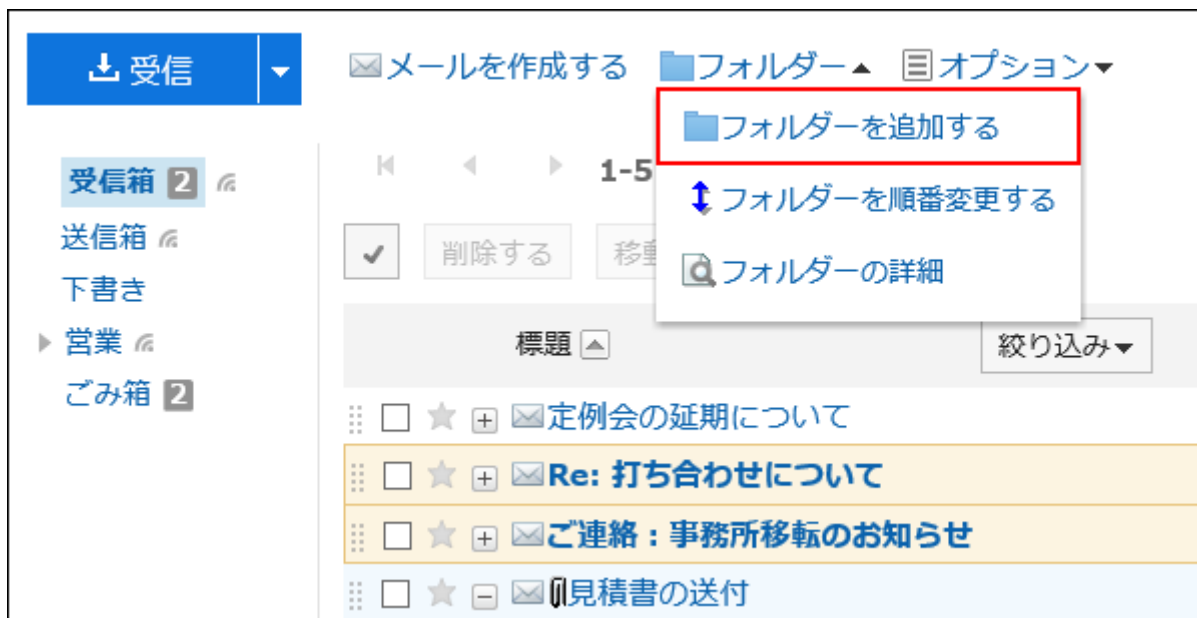 受信 メールを作成する フォルダー オプション
フォルダーを追加する
受信箱 2 1-5
フォルダーを順番変更する
送信箱
削除する 移
フォルダーの詳細
下書き
営業
標題 絞り込み
ごみ箱 2
定例会の延期について
Re: 打ち合わせについて
ご連絡：事務所移転のお知らせ
見積書の送付